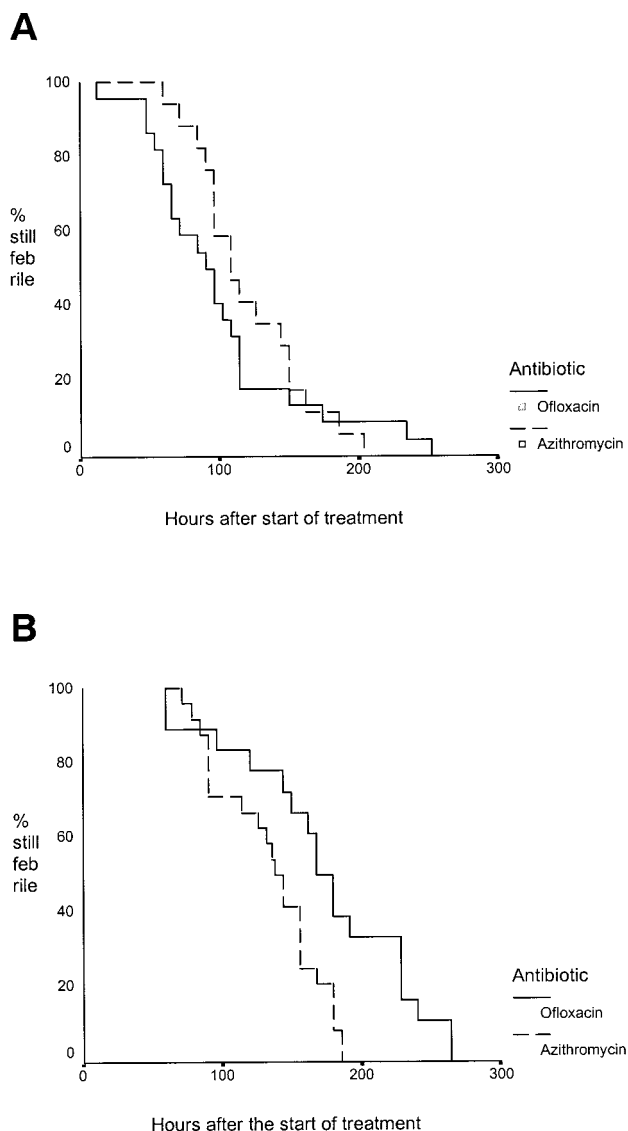 A
100
80
60
40
20
0
%
still
feb
rile
0
100
200
300
Hours after start of treatment
Antibiotic
Ofloxacin
Azithromycin
B
100
80
60
40
20
0
%
still
feb
rile
0
100
200
300
Hours after the start of treatment
Antibiotic
Ofloxacin
Azithromycin